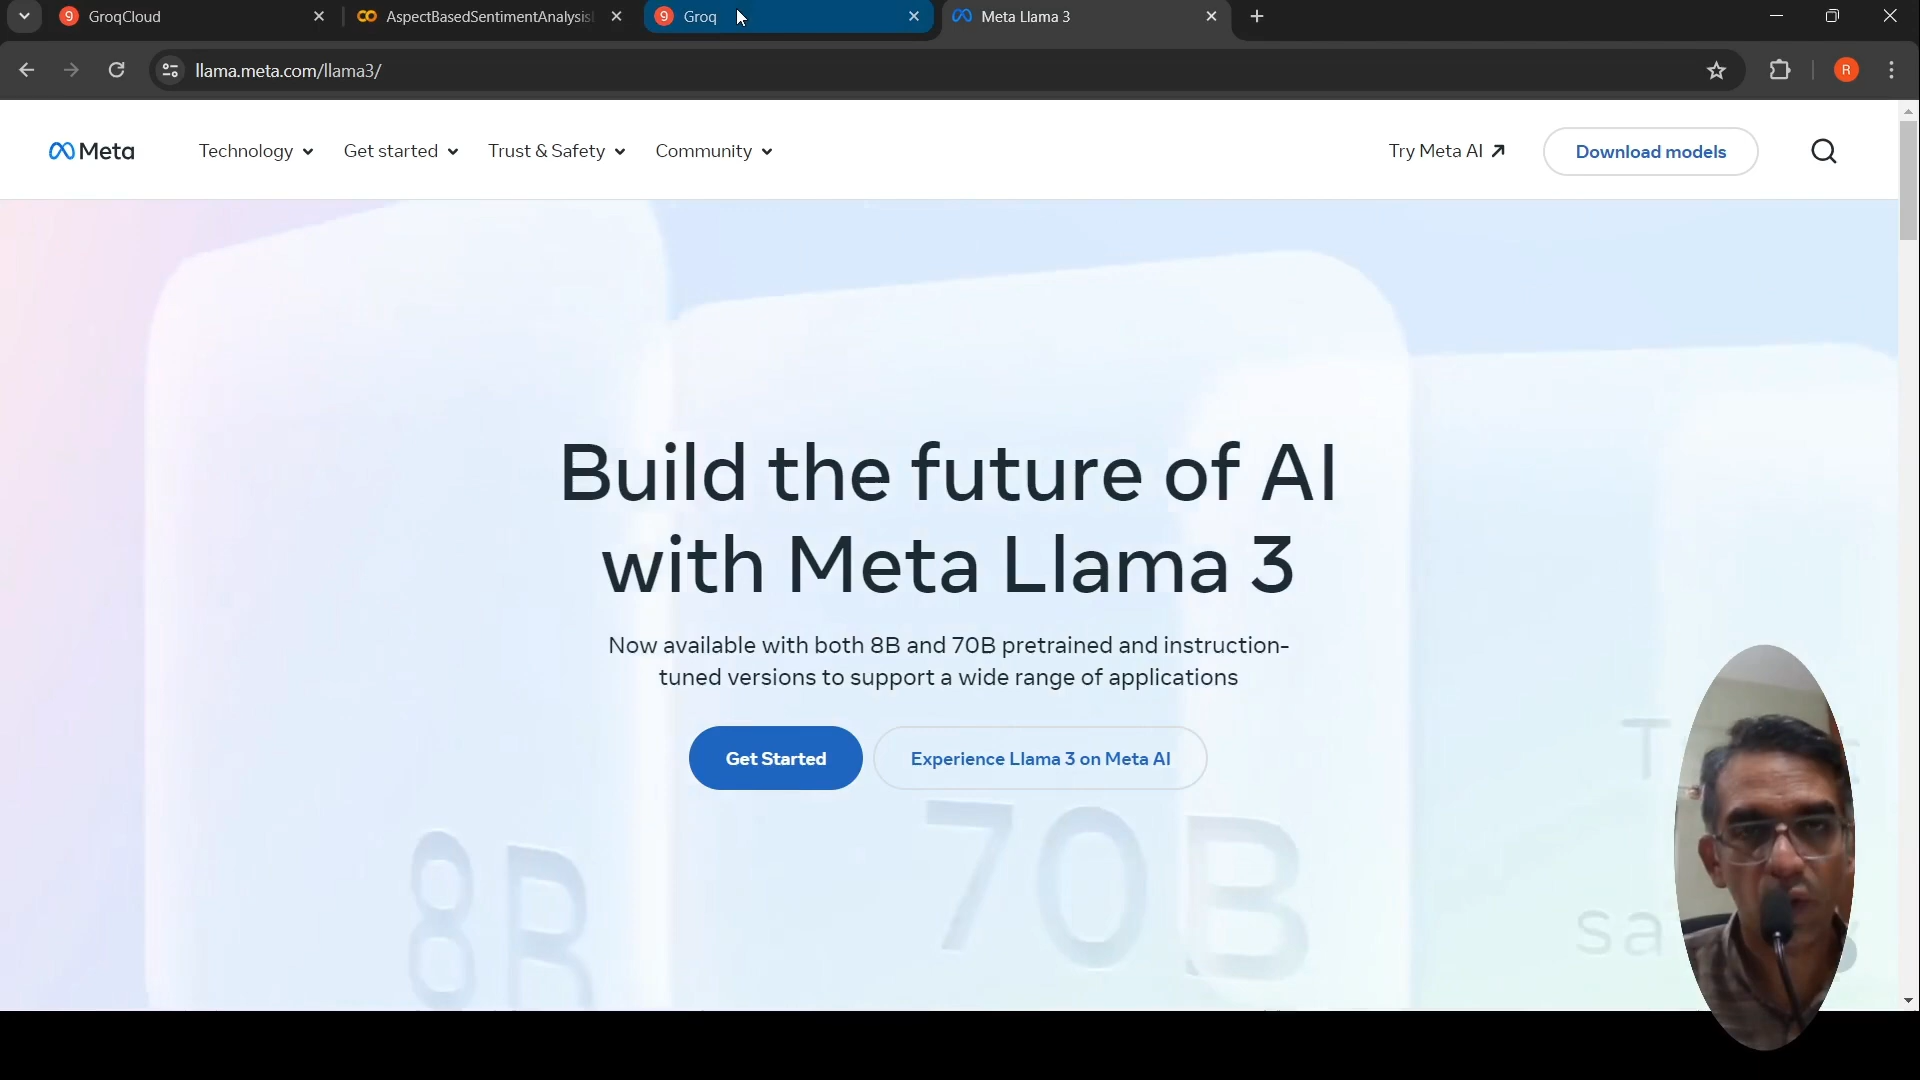 GroqCloud
AspectBasedSentimentAnalysis
Groq
Meta Llama 3
llama.meta.com/llama3/
R
Meta
Technology
Get started
Trust & Safety
Community
Try Meta AI
Download models
Build the future of AI
with Meta Llama 3
Now available with both 8B and 70B pretrained and instruction-
tuned versions to support a wide range of applications
Get Started
Experience Llama 3 on Meta AI
8B
70B